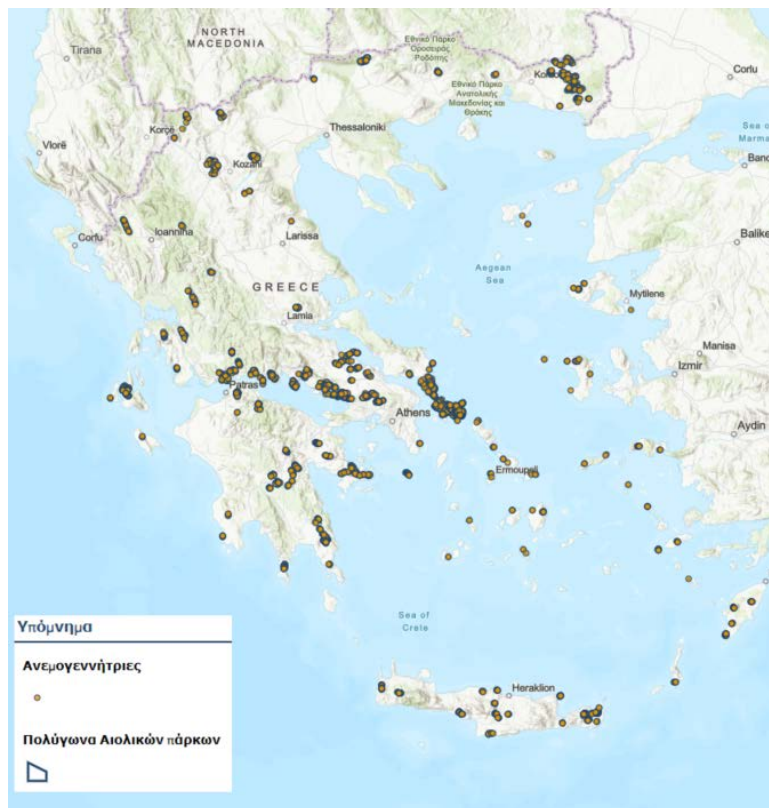 NORTH
MACEDONIA
Tirana
Εθνικό Πάρκο
Οροσειράς
Ροδόπης
Corlu
Εθνικό Πάρκο
Ανατολικής
Μακεδονίας και
Θράκης
Sea of
Marma
Thessaloniki
Korçë
Vlorë
Kozani
Band
Corfu
Ioannina
Larissa
Balike
Aegean
Sea
GREECE
Mytilene
Lamia
Manisa
Izmir
Patras
Athens
Aydin
Ermoupoli
Sea of
Crete
Heraklion
Υπόμνημα
Ανεμογεννήτριες
Πολύγωνα Αιολικών πάρκων